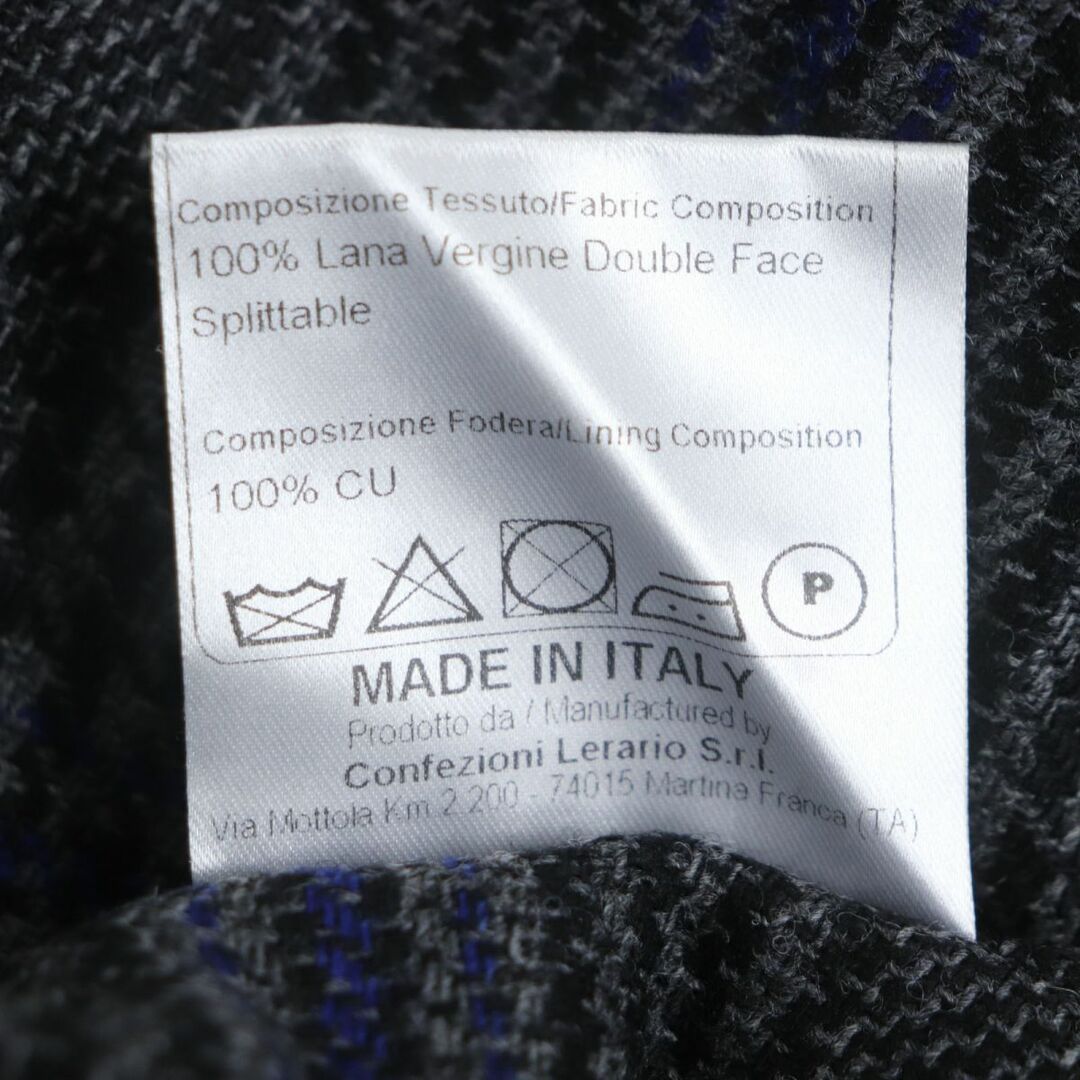 Composizione Tessuto/Fabric Composition
100% Lana Vergine Double Face
Splittable
Composizione Fodera/Lining Composition
100% CU
P
MADE IN ITALY
Prodotto da / Manufactured by
Confezioni Lerario S.r.l.
Via Mottola Km 2.200 - 74015 Martina Franca (TA)